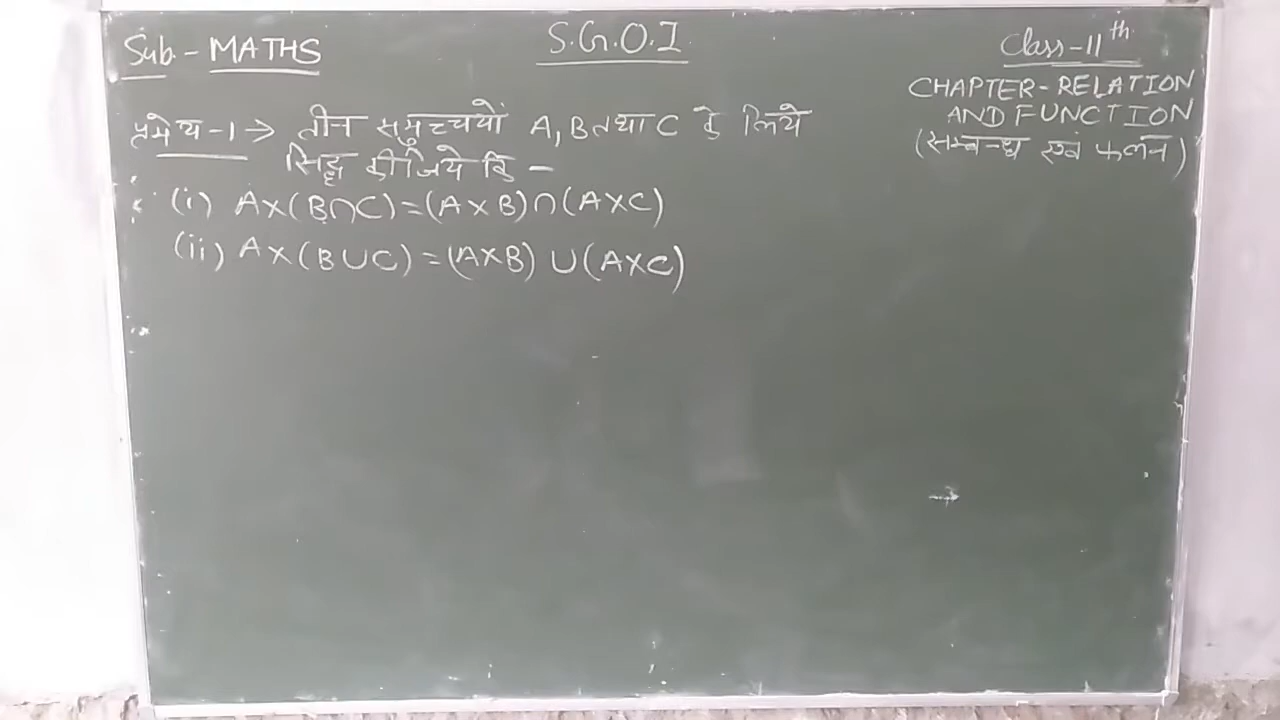 Sub.- MATHS
S.G.O.I
Class-11th
CHAPTER-RELATION
AND FUNCTION
(सम्बन्ध एवं फलन)
प्रमेय-1→ तीन समुच्चयों A, B तथा C के लिये
सिद्ध कीजिये कि -
(i) A×(B∩C)=(A×B)∩(A×C)
(ii) A×(B∪C)=(A×B)∪(A×C)